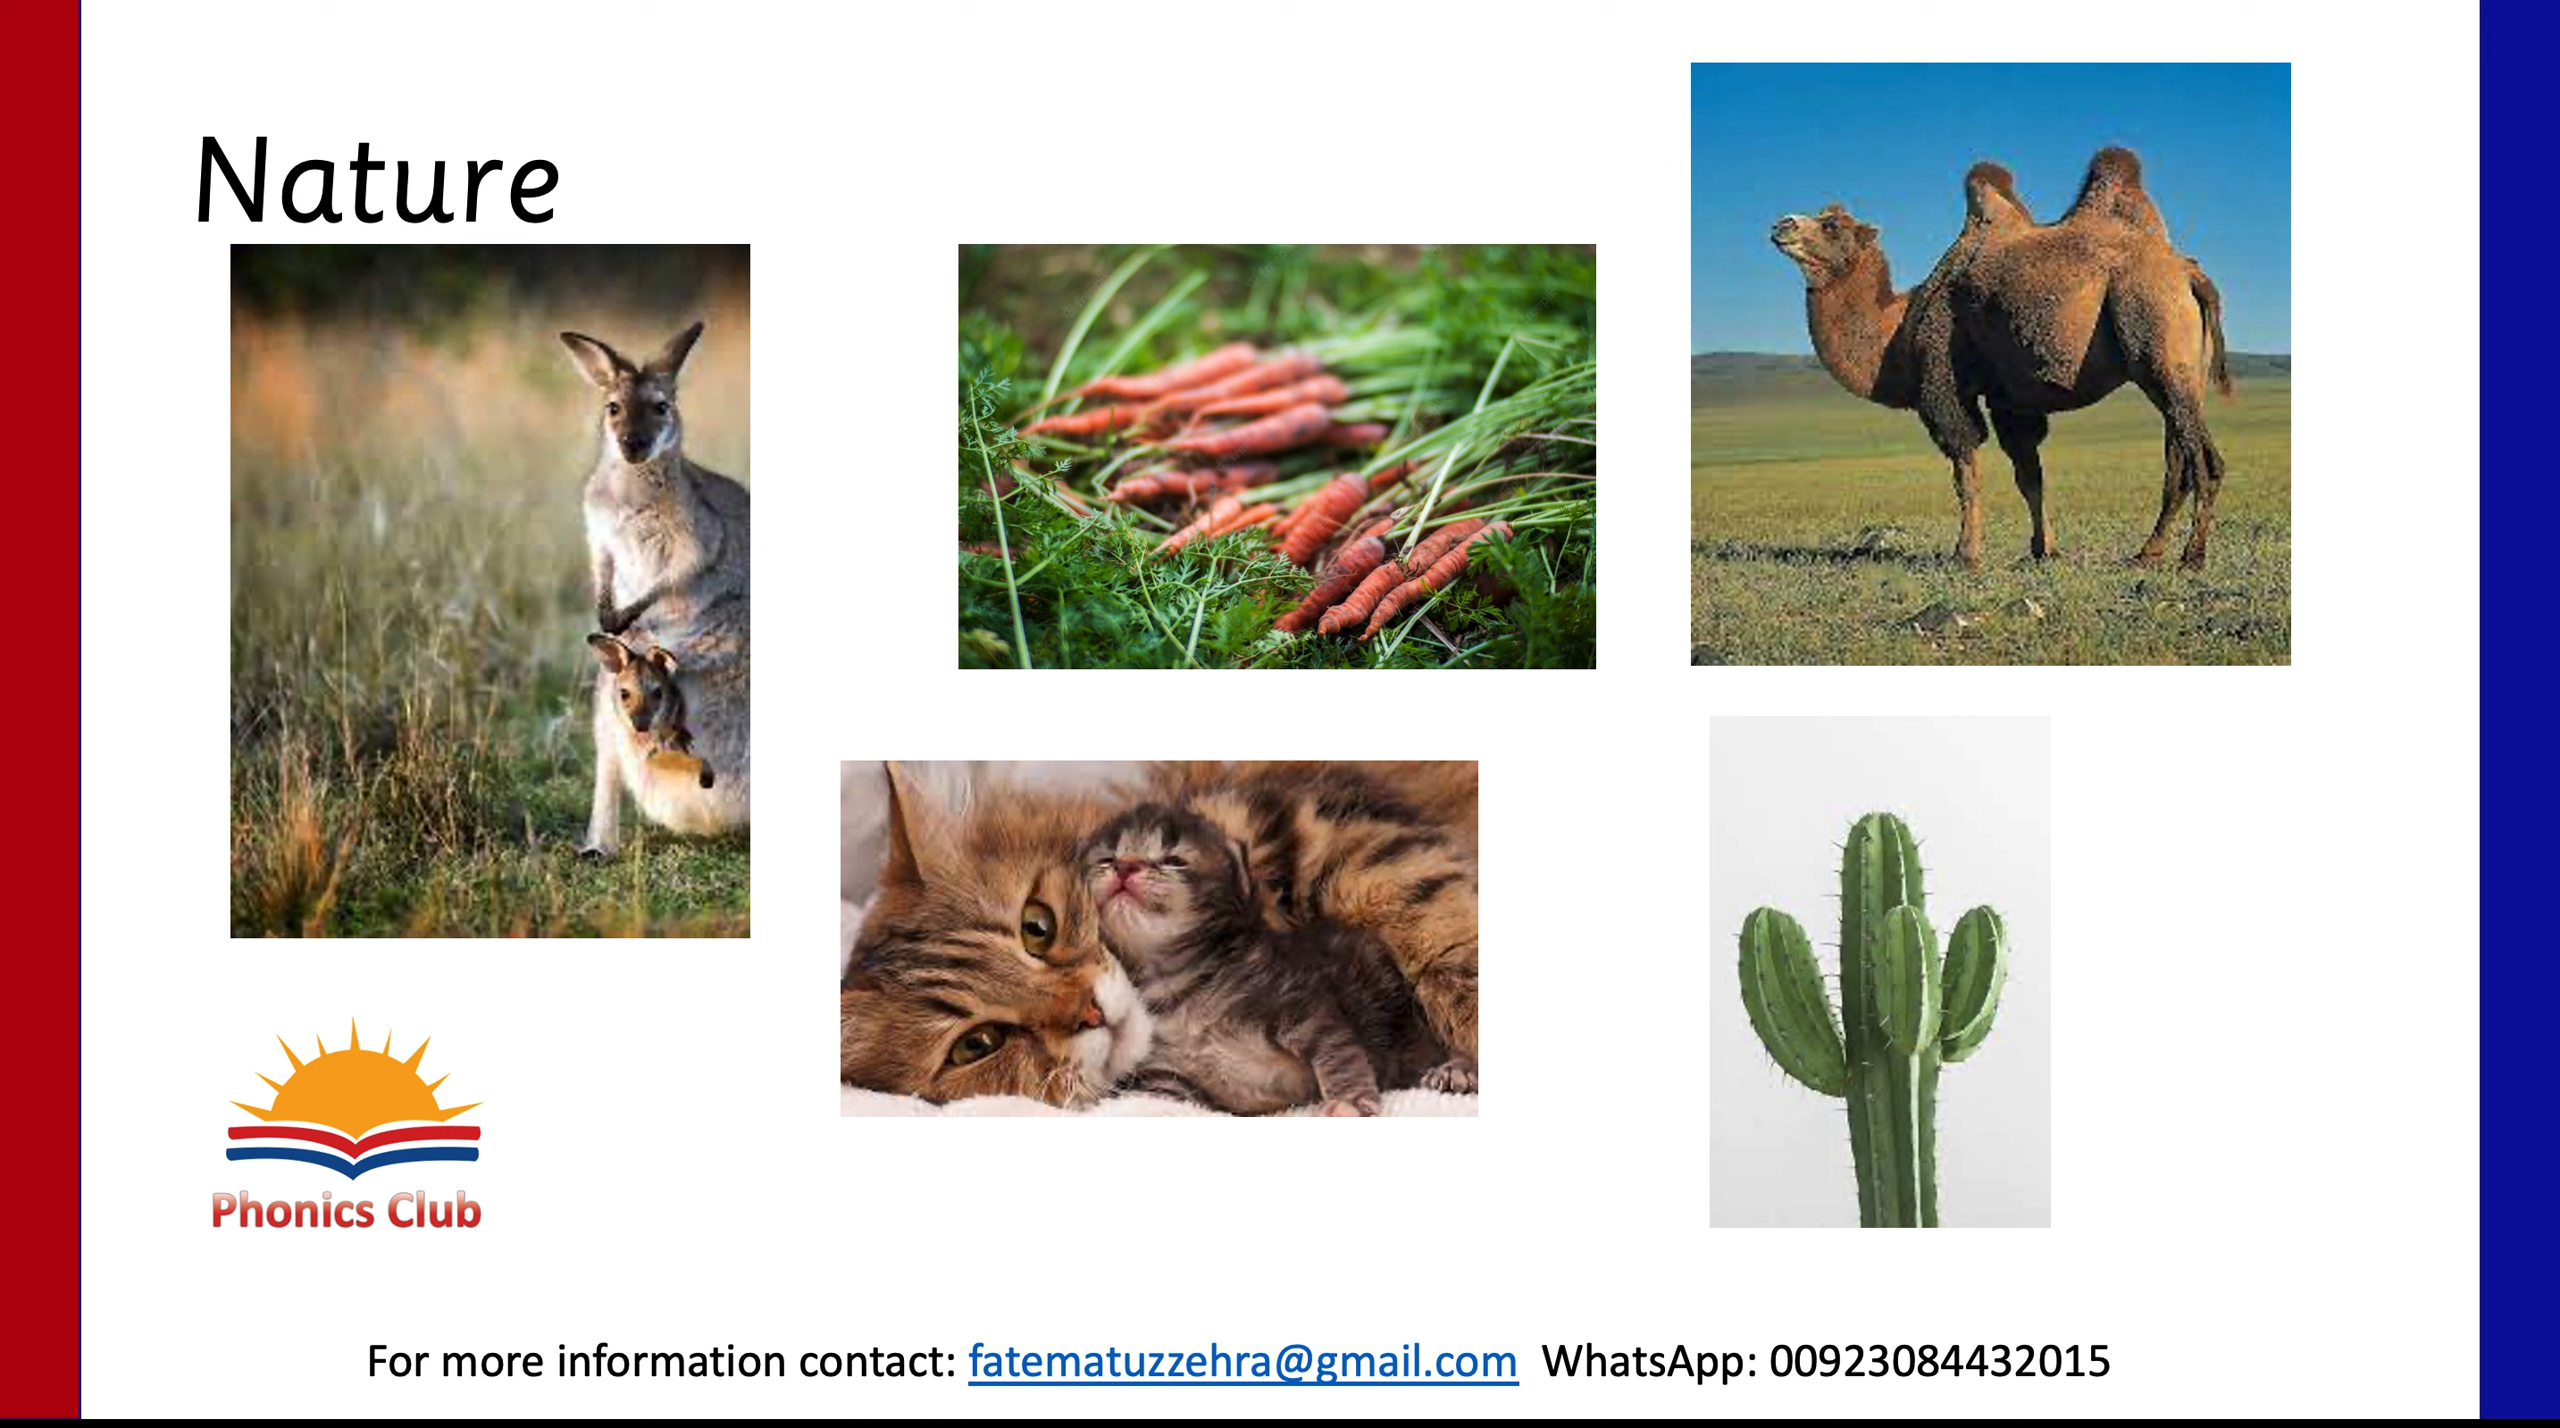 Nature
Phonics Club
For more information contact: fatematuzzehra@gmail.com WhatsApp: 00923084432015